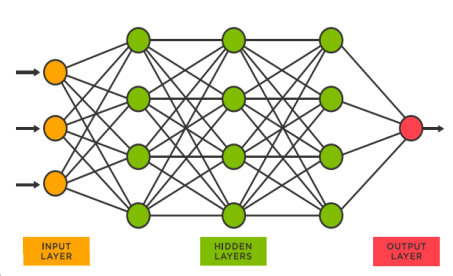 INPUT
LAYER
HIDDEN
LAYERS
OUTPUT
LAYER